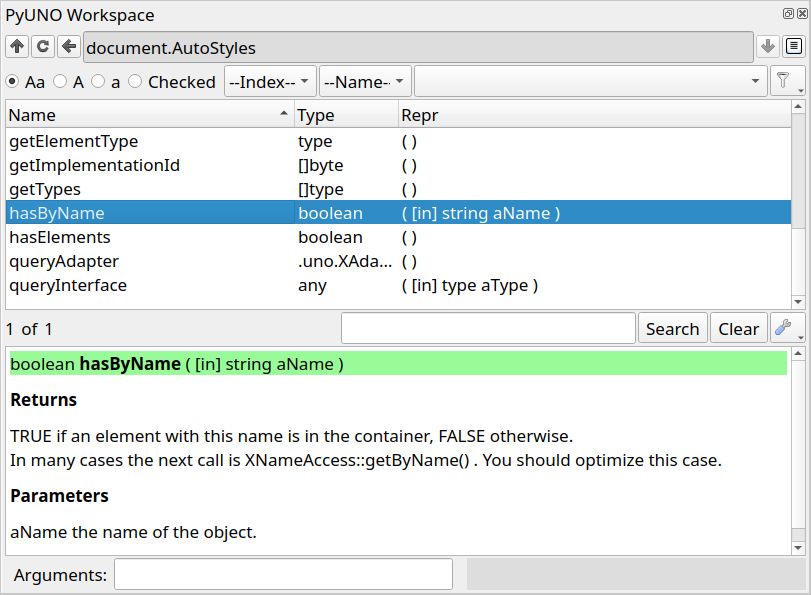 PyUNO Workspace
document.AutoStyles
Aa A a Checked --Index-- --Name-
Name Type Repr
getElementType type ( )
getImplementationId []byte ( )
getTypes []type ( )
hasByName boolean ( [in] string aName )
hasElements boolean ( )
queryAdapter .uno.XAda... ( )
queryInterface any ( [in] type aType )
1 of 1 Search Clear
boolean hasByName ( [in] string aName )
Returns
TRUE if an element with this name is in the container, FALSE otherwise.
In many cases the next call is XNameAccess::getByName() . You should optimize this case.
Parameters
aName the name of the object.
Arguments: